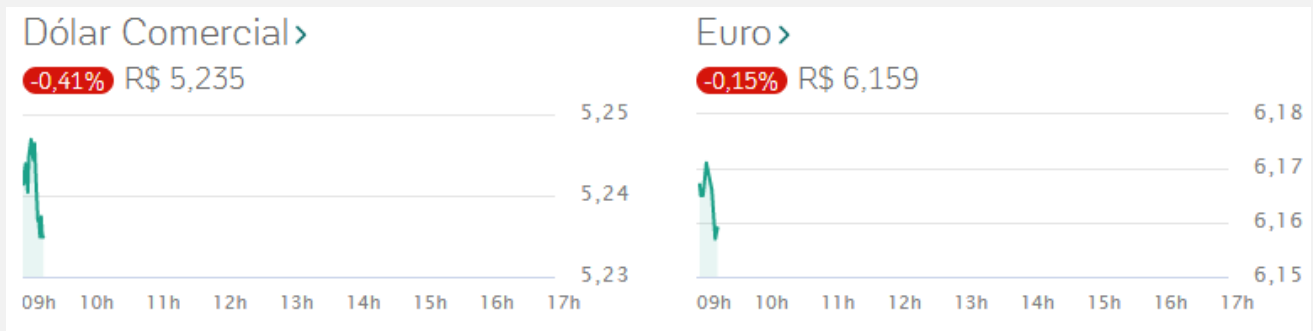 Dólar Comercial >
-0,41% R$ 5,235
5,25
5,24
5,23
09h 10h 11h 12h 13h 14h 15h 16h 17h
Euro >
-0,15% R$ 6,159
6,18
6,17
6,16
6,15
09h 10h 11h 12h 13h 14h 15h 16h 17h